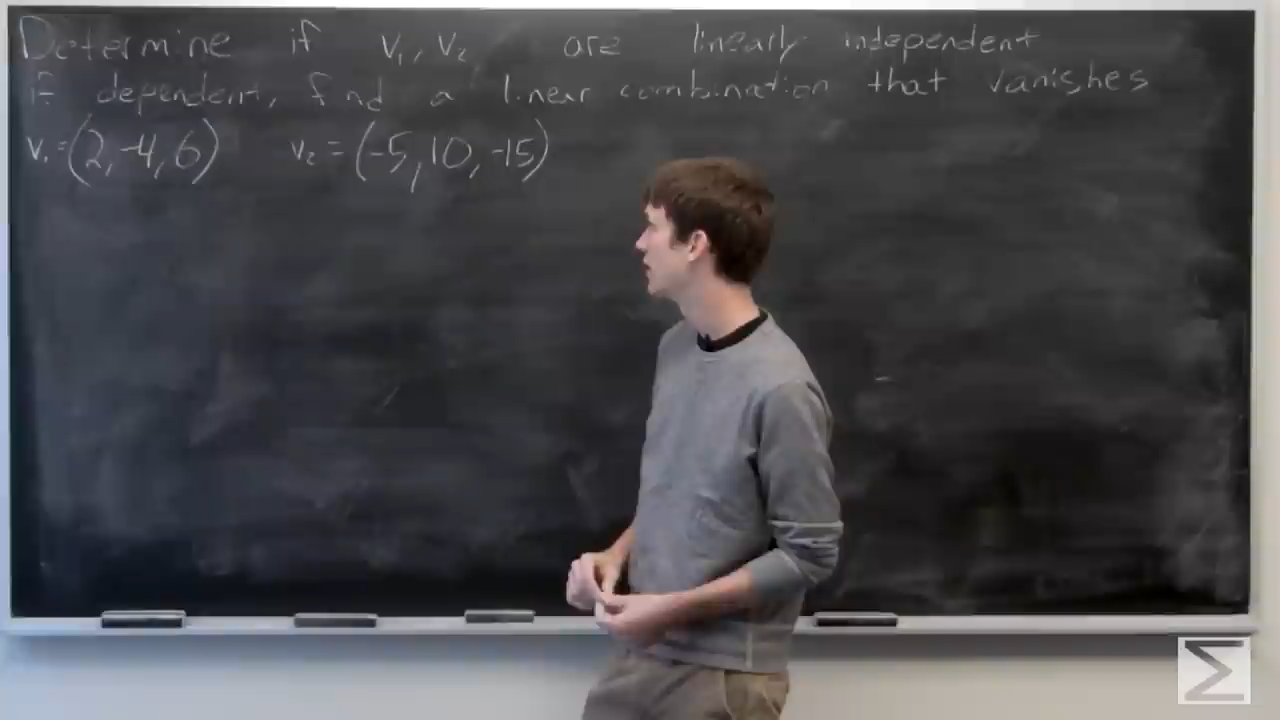 Determine if v₁, v₂ are linearly independent
if dependent, find a linear combination that vanishes
v₁=(2,-4,6) v₂=(-5,10,-15)
Σ